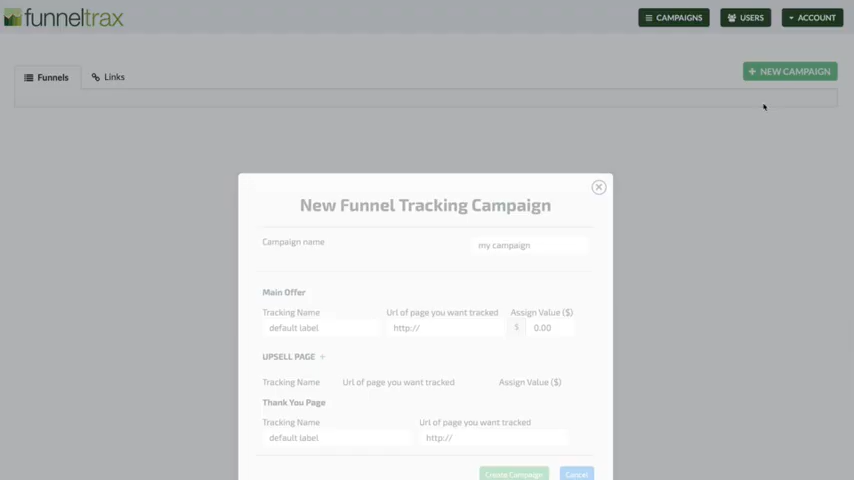 funneltrax
CAMPAIGNS USERS ACCOUNT
Funnels Links
+ NEW CAMPAIGN
New Funnel Tracking Campaign
Campaign name my campaign
Main Offer
Tracking Name Url of page you want tracked Assign Value ($)
default label http:// $ 0.00
UPSELL PAGE +
Tracking Name Url of page you want tracked Assign Value ($)
Thank You Page
Tracking Name Url of page you want tracked
default label http://
Create Campaign Cancel